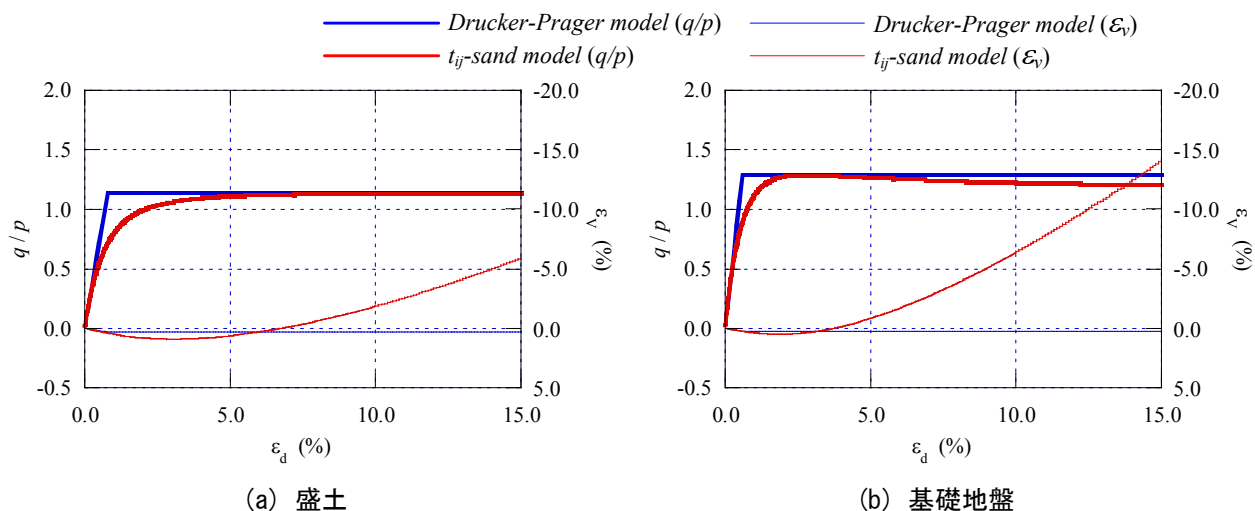 Drucker-Prager model (q/p) Drucker-Prager model (εv)
tij-sand model (q/p) tij-sand model (εv)
2.0 -20.0 2.0 -20.0
1.5 -15.0 1.5 -15.0
1.0 -10.0 1.0 -10.0
0.5 -5.0 0.5 -5.0
0.0 0.0 0.0 0.0
-0.5 5.0 -0.5 5.0
q / p εv (%) q / p εv (%)
0.0 5.0 10.0 15.0 0.0 5.0 10.0 15.0
εd (%) εd (%)
(a) 盛土 (b) 基礎地盤